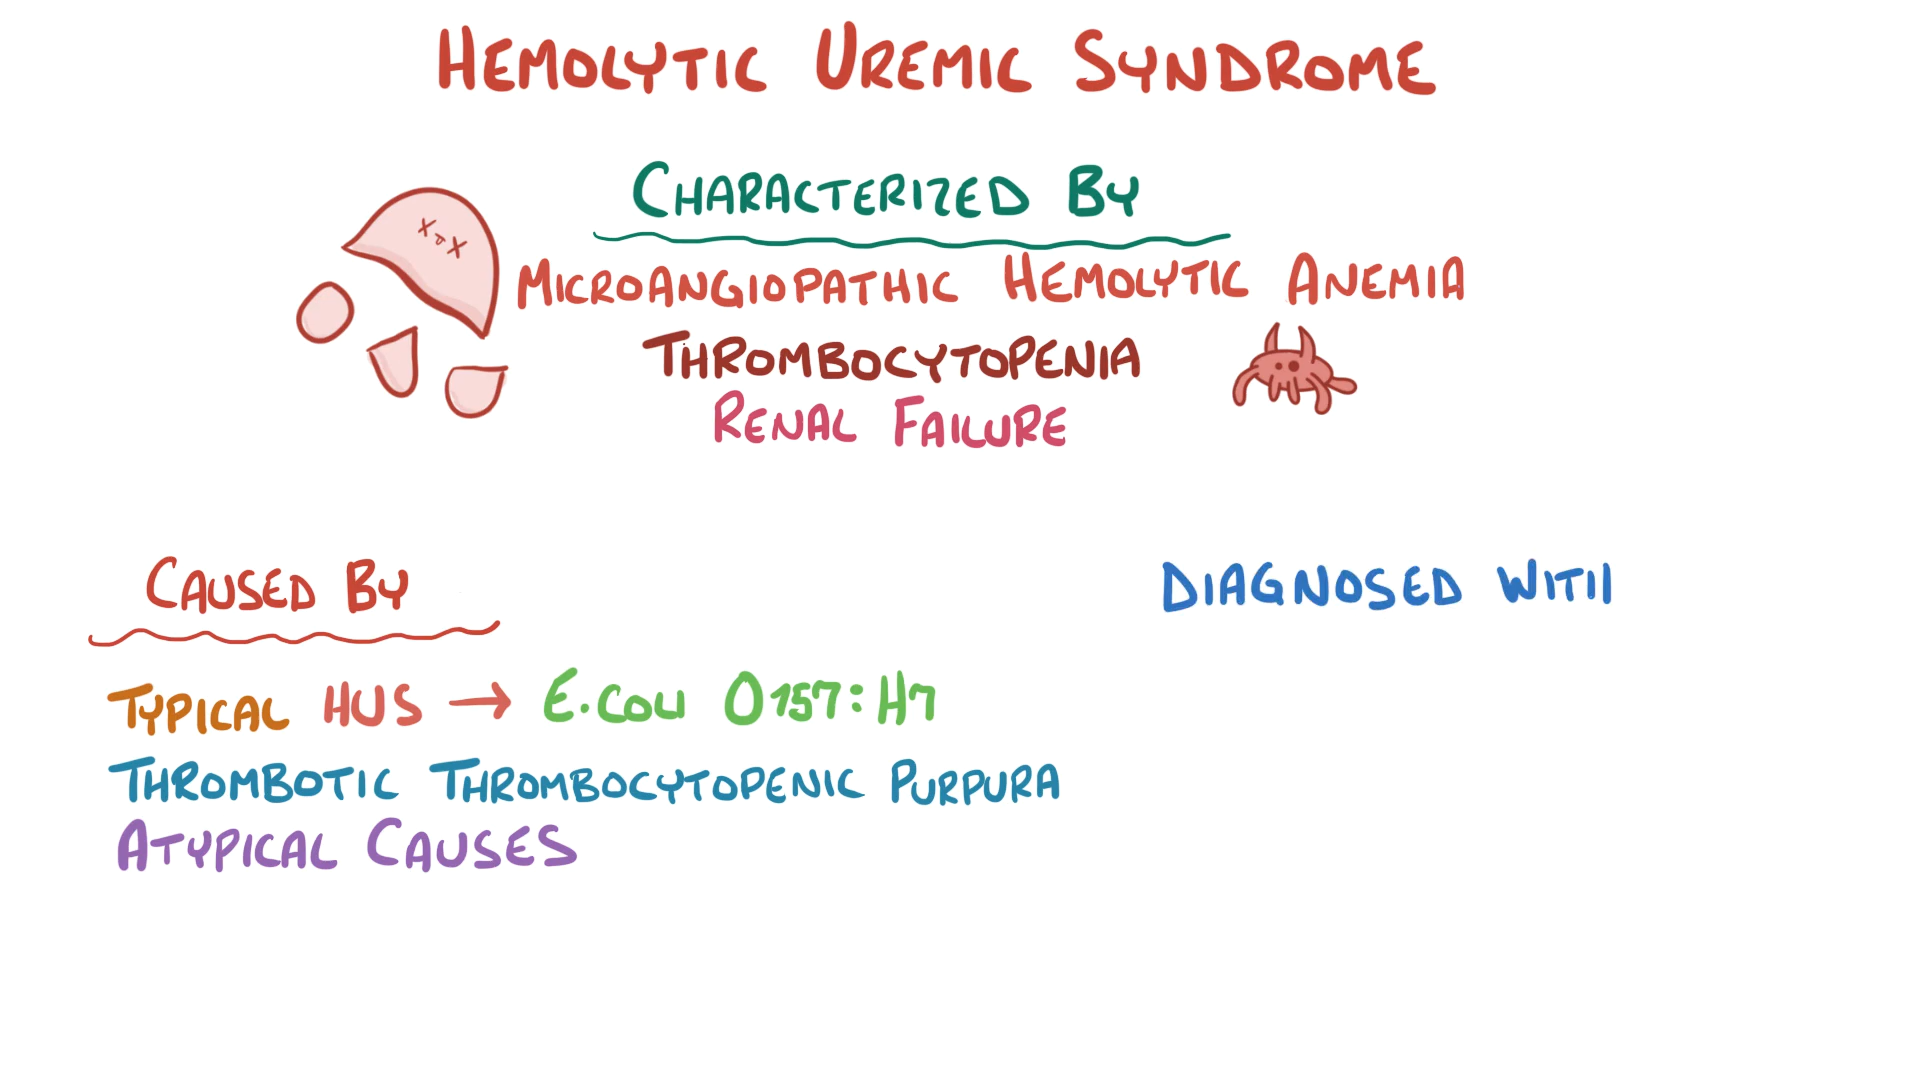 HEMOLYTIC UREMIC SYNDROME
CHARACTERIZED BY
MICROANGIOPATHIC HEMOLYTIC ANEMIA
THROMBOCYTOPENIA
RENAL FAILURE
CAUSED BY
TYPICAL HUS → E. COLI O157:H7
THROMBOTIC THROMBOCYTOPENIC PURPURA
ATYPICAL CAUSES
DIAGNOSED WITH